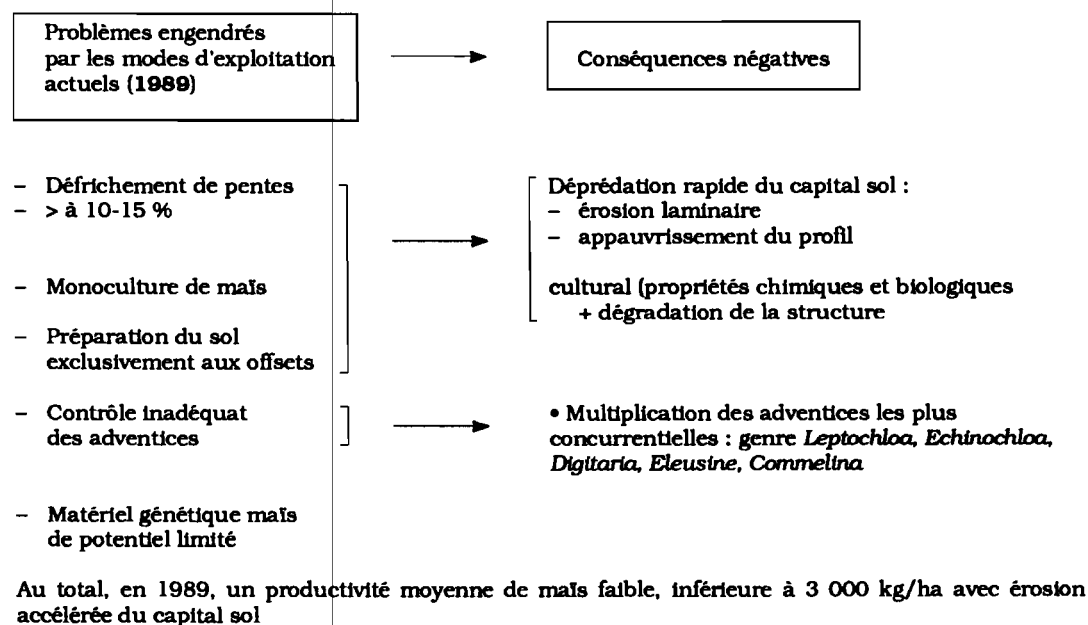 Problèmes engendrés
par les modes d'exploitation
actuels (1989)
Conséquences négatives
– Défrichement de pentes
– > à 10-15 %
– Monoculture de maïs
– Préparation du sol
exclusivement aux offsets
Déprédation rapide du capital sol :
– érosion laminaire
– appauvrissement du profil
cultural (propriétés chimiques et biologiques
+ dégradation de la structure
– Contrôle inadéquat
des adventices
• Multiplication des adventices les plus
concurrentielles : genre Leptochloa, Echinochloa,
Digitaria, Eleusine, Commelina
– Matériel génétique maïs
de potentiel limité
Au total, en 1989, un productivité moyenne de maïs faible, inférieure à 3 000 kg/ha avec érosion
accélérée du capital sol